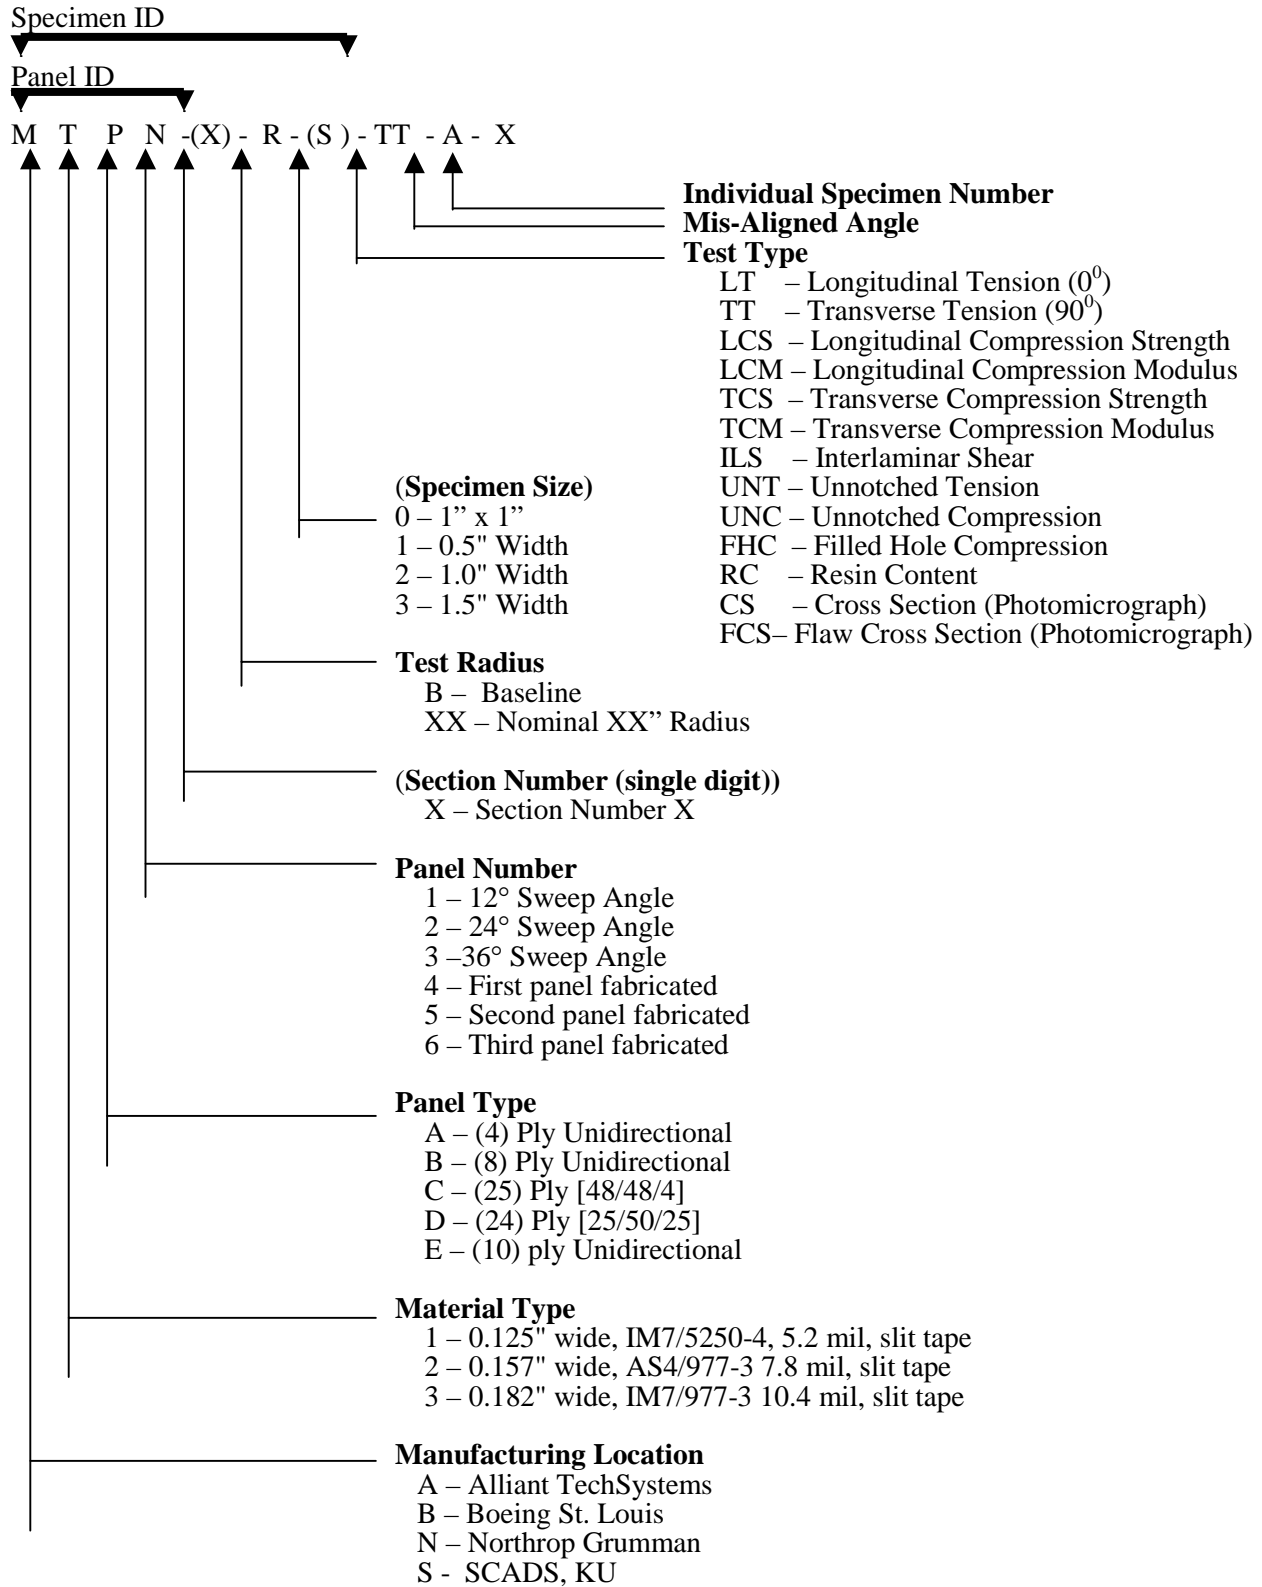 Specimen ID
Panel ID
M T P N -(X) - R - (S ) - TT - A - X
Individual Specimen Number
Mis-Aligned Angle
Test Type
LT – Longitudinal Tension (0⁰)
TT – Transverse Tension (90⁰)
LCS – Longitudinal Compression Strength
LCM – Longitudinal Compression Modulus
TCS – Transverse Compression Strength
TCM – Transverse Compression Modulus
ILS – Interlaminar Shear
UNT – Unnotched Tension
UNC – Unnotched Compression
FHC – Filled Hole Compression
RC – Resin Content
CS – Cross Section (Photomicrograph)
FCS– Flaw Cross Section (Photomicrograph)
(Specimen Size)
0 – 1” x 1”
1 – 0.5" Width
2 – 1.0" Width
3 – 1.5" Width
Test Radius
B – Baseline
XX – Nominal XX” Radius
(Section Number (single digit))
X – Section Number X
Panel Number
1 – 12° Sweep Angle
2 – 24° Sweep Angle
3 –36° Sweep Angle
4 – First panel fabricated
5 – Second panel fabricated
6 – Third panel fabricated
Panel Type
A – (4) Ply Unidirectional
B – (8) Ply Unidirectional
C – (25) Ply [48/48/4]
D – (24) Ply [25/50/25]
E – (10) ply Unidirectional
Material Type
1 – 0.125" wide, IM7/5250-4, 5.2 mil, slit tape
2 – 0.157" wide, AS4/977-3 7.8 mil, slit tape
3 – 0.182" wide, IM7/977-3 10.4 mil, slit tape
Manufacturing Location
A – Alliant TechSystems
B – Boeing St. Louis
N – Northrop Grumman
S - SCADS, KU